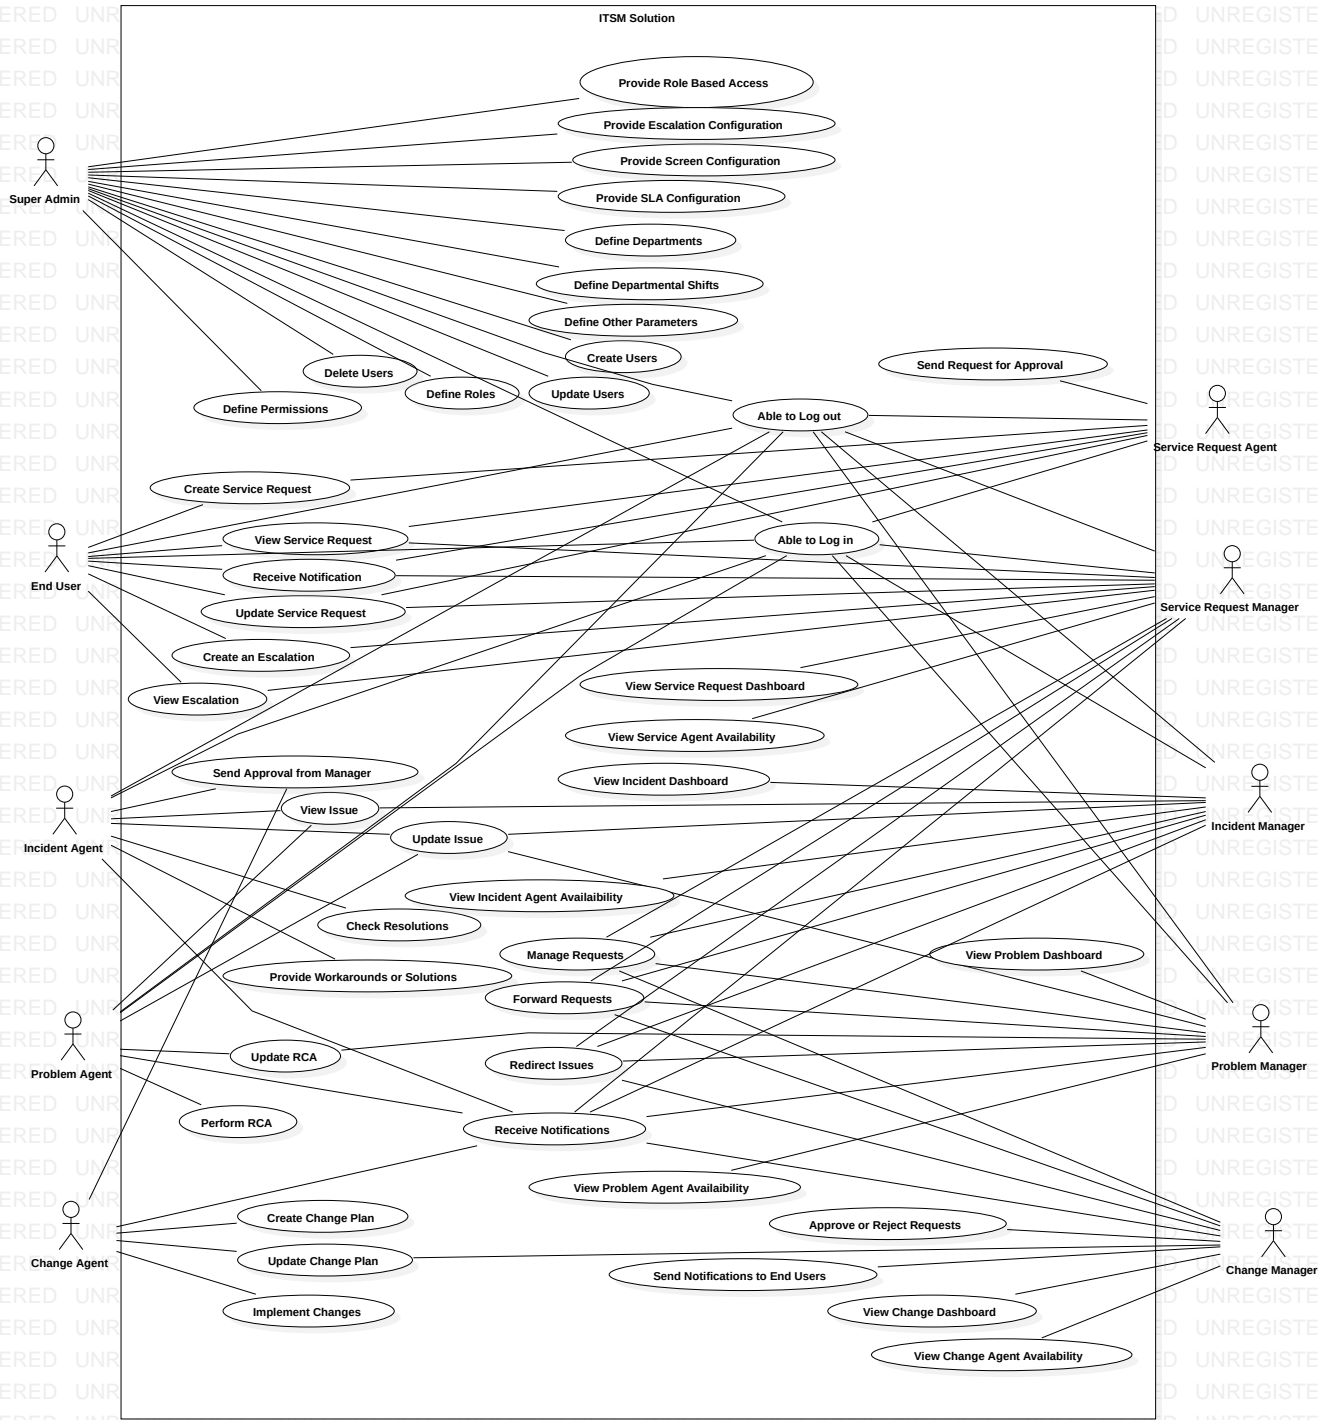 ITSM Solution
Provide Role Based Access
Provide Escalation Configuration
Provide Screen Configuration
Super Admin
Provide SLA Configuration
Define Departments
Define Departmental Shifts
Define Other Parameters
Create Users
Send Request for Approval
Delete Users
Define Roles
Update Users
Define Permissions
Able to Log out
Service Request Agent
Create Service Request
View Service Request
Able to Log in
Receive Notification
End User
Service Request Manager
Update Service Request
Create an Escalation
View Service Request Dashboard
View Escalation
View Service Agent Availability
Send Approval from Manager
View Incident Dashboard
View Issue
Incident Manager
Update Issue
Incident Agent
View Incident Agent Availaibility
Check Resolutions
Manage Requests
View Problem Dashboard
Provide Workarounds or Solutions
Forward Requests
Update RCA
Redirect Issues
Problem Manager
Problem Agent
Perform RCA
Receive Notifications
View Problem Agent Availaibility
Create Change Plan
Approve or Reject Requests
Update Change Plan
Change Agent
Send Notifications to End Users
Change Manager
Implement Changes
View Change Dashboard
View Change Agent Availability
UNREGISTE